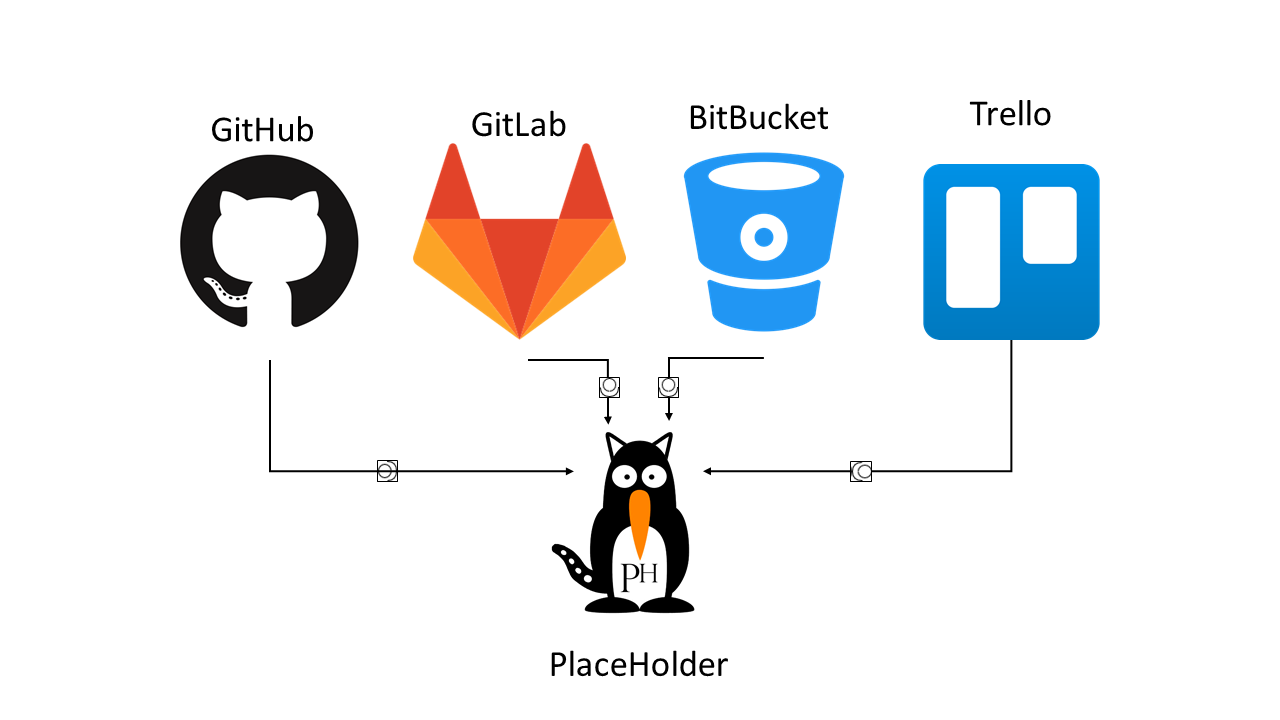 GitHub
GitLab
BitBucket
Trello
PH
PlaceHolder